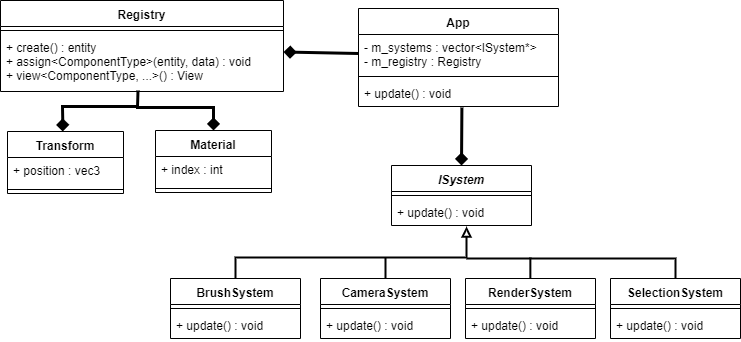 Registry
+ create() : entity
+ assign<ComponentType>(entity, data) : void
+ view<ComponentType, ...>() : View
App
- m_systems : vector<ISystem*>
- m_registry : Registry
+ update() : void
Transform
+ position : vec3
Material
+ index : int
ISystem
+ update() : void
BrushSystem
+ update() : void
CameraSystem
+ update() : void
RenderSystem
+ update() : void
SelectionSystem
+ update() : void